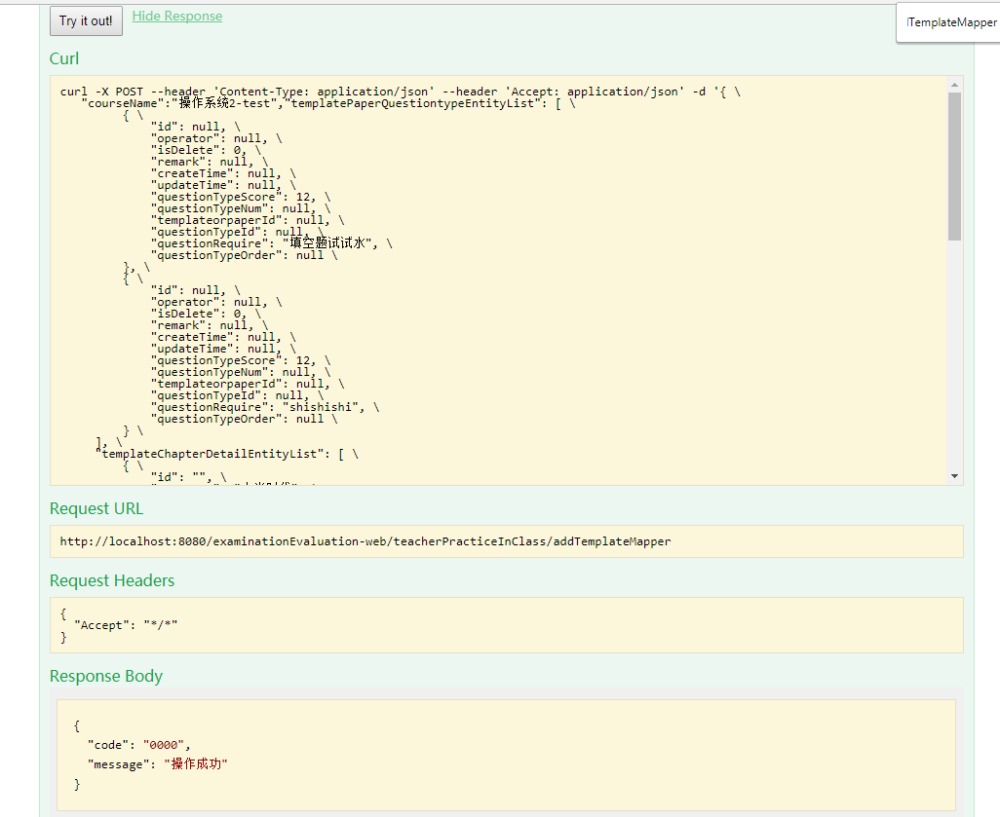 Try it out!
Hide Response
lTemplateMapper
Curl
curl -X POST --header 'Content-Type: application/json' --header 'Accept: application/json' -d '{ \
"courseName":"操作系统2-test","templatePaperQuestiontypeEntityList": [ \
{ \
"id": null, \
"operator": null, \
"isDelete": 0, \
"remark": null, \
"createTime": null, \
"updateTime": null, \
"questionTypeScore": 12, \
"questionTypeNum": null, \
"templateorpaperId": null, \
"questionTypeId": null, \
"questionRequire": "填空题试试水", \
"questionTypeOrder": null \
}, \
{ \
"id": null, \
"operator": null, \
"isDelete": 0, \
"remark": null, \
"createTime": null, \
"updateTime": null, \
"questionTypeScore": 12, \
"questionTypeNum": null, \
"templateorpaperId": null, \
"questionTypeId": null, \
"questionRequire": "shishishi", \
"questionTypeOrder": null \
} \
], \
"templateChapterDetailEntityList": [ \
{ \
"id": "", \
Request URL
http://localhost:8080/examinationEvaluation-web/teacherPracticeInClass/addTemplateMapper
Request Headers
{
"Accept": "*/*"
}
Response Body
{
"code": "0000",
"message": "操作成功"
}